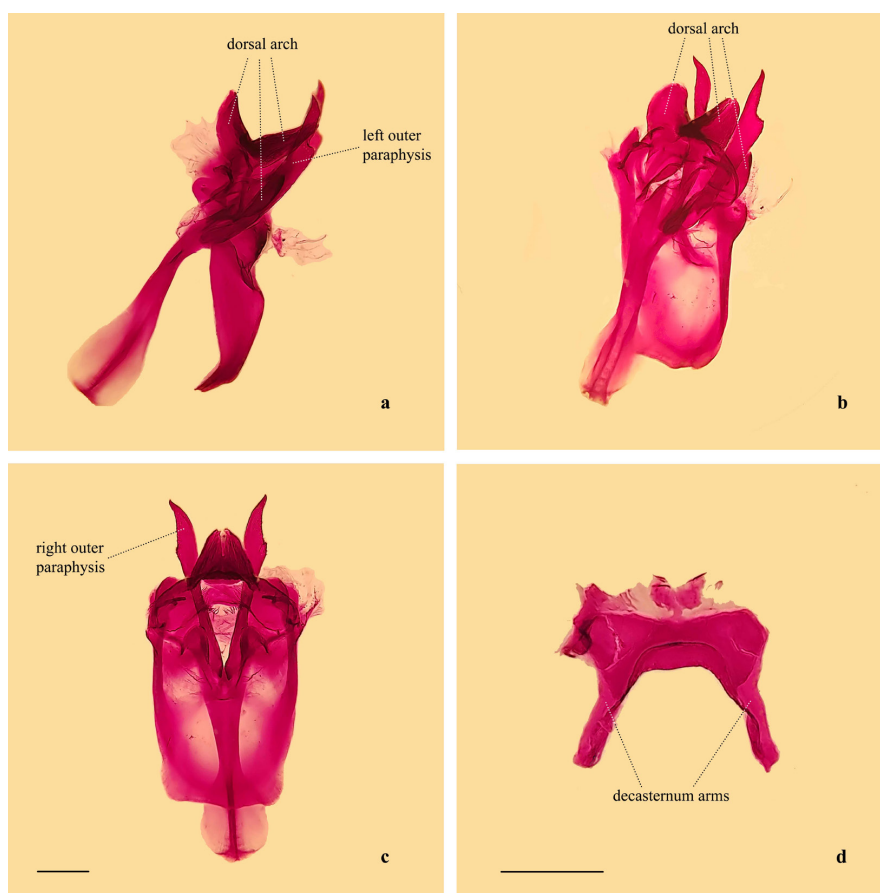 dorsal arch
left outer
paraphysis
a
dorsal arch
b
right outer
paraphysis
c
decasternum arms
d